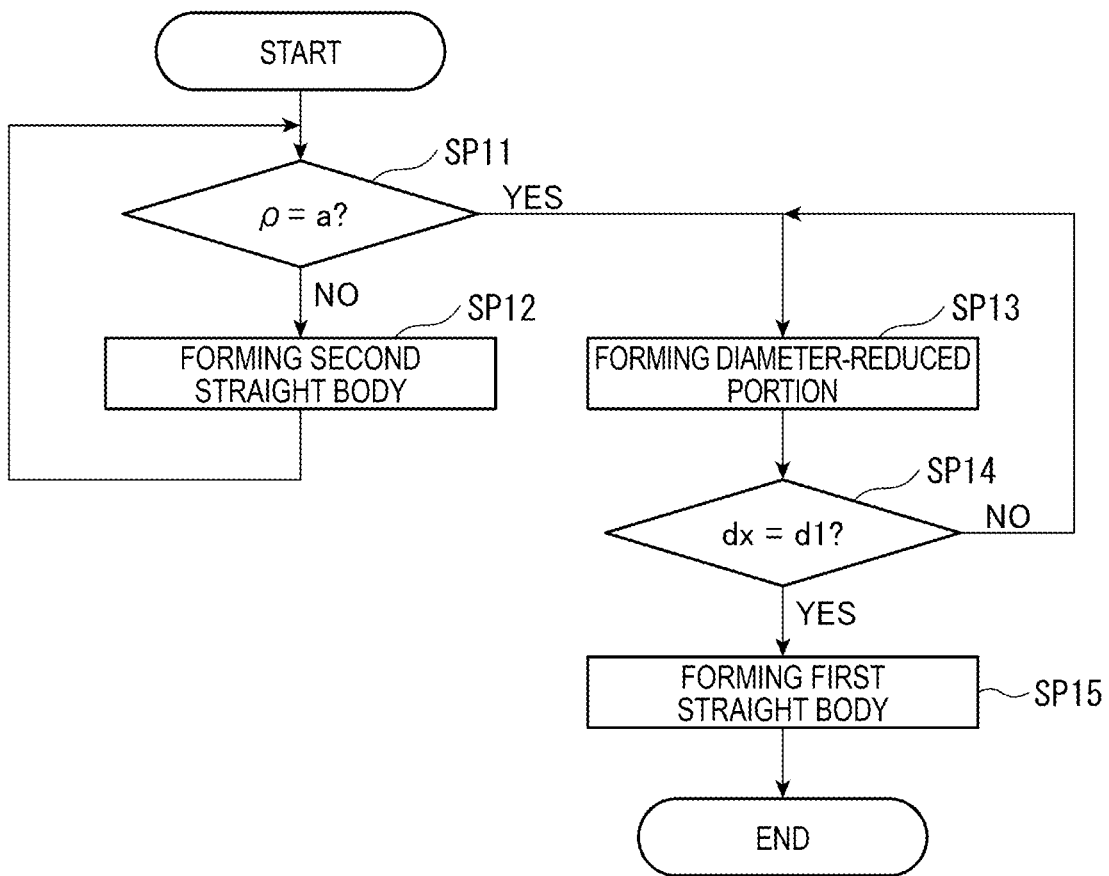 START
SP11
ρ = a?
YES
NO
SP12
FORMING SECOND
STRAIGHT BODY
SP13
FORMING DIAMETER-REDUCED
PORTION
SP14
dx = d1?
NO
YES
FORMING FIRST
STRAIGHT BODY
SP15
END